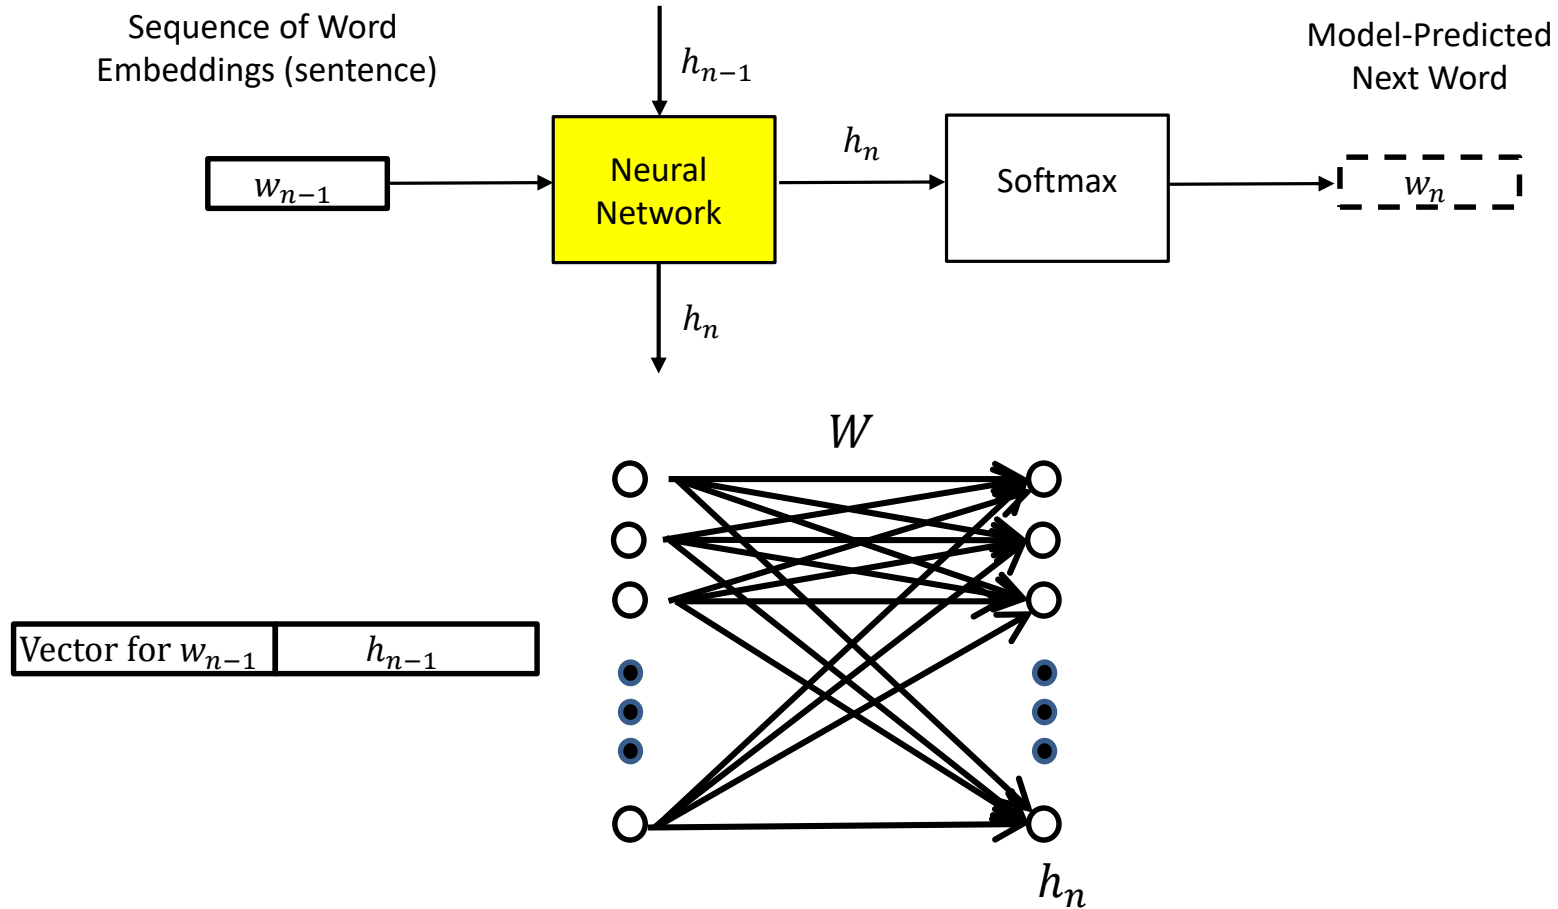 Sequence of Word
Embeddings (sentence)
$h_{n-1}$
Model-Predicted
Next Word
$w_{n-1}$
Neural
Network
$h_n$
Softmax
$w_n$
$h_n$
$W$
Vector for $w_{n-1}$
$h_{n-1}$
$h_n$